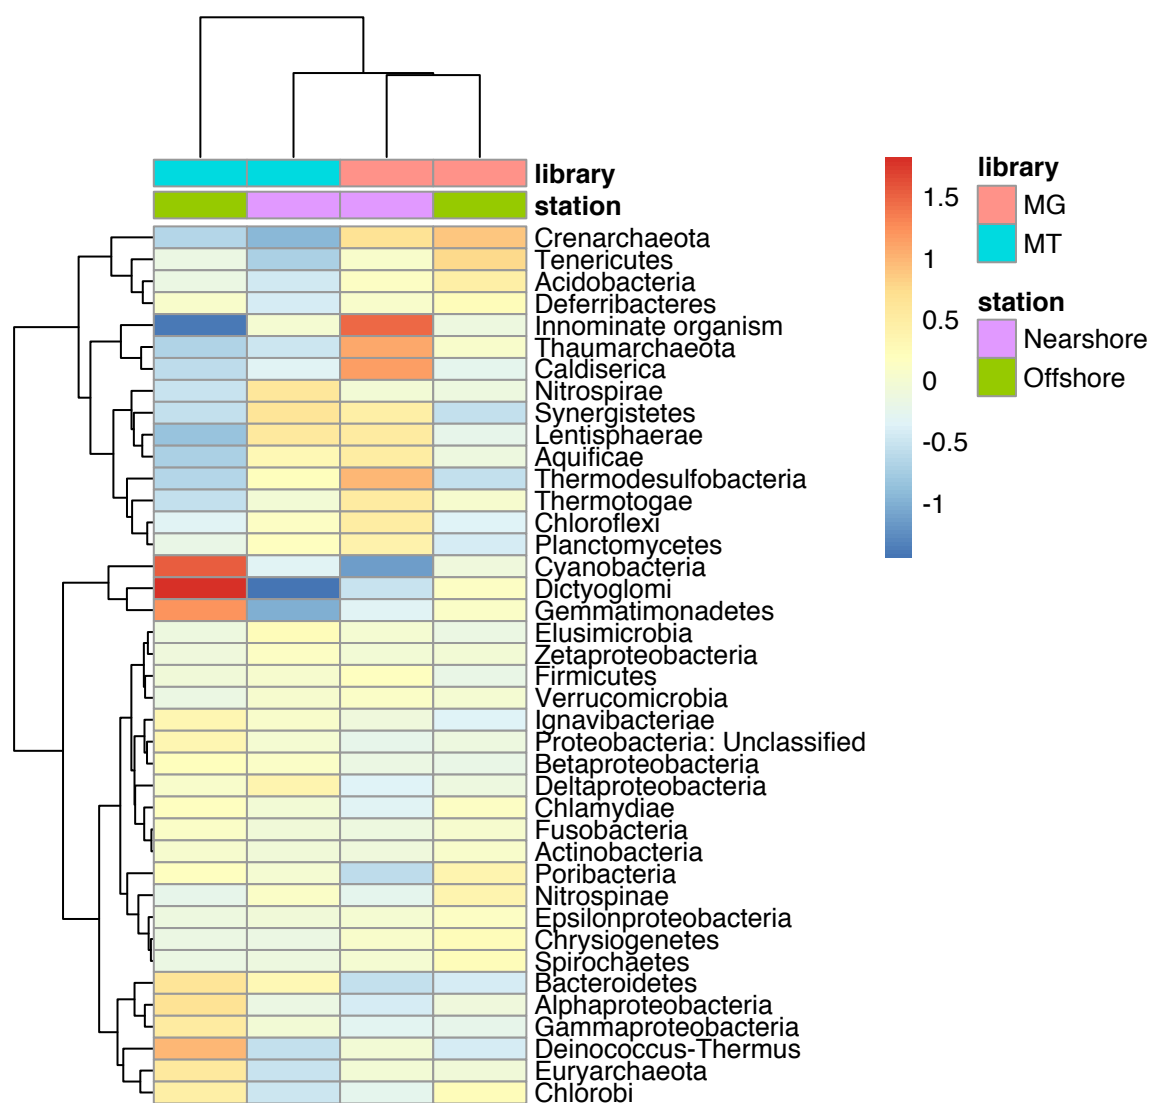 library
station
Crenarchaeota
Tenericutes
Acidobacteria
Deferribacteres
Innominate organism
Thaumarchaeota
Caldiserica
Nitrospirae
Synergistetes
Lentisphaerae
Aquificae
Thermodesulfobacteria
Thermotogae
Chloroflexi
Planctomycetes
Cyanobacteria
Dictyoglomi
Gemmatimonadetes
Elusimicrobia
Zetaproteobacteria
Firmicutes
Verrucomicrobia
Ignavibacteriae
Proteobacteria: Unclassified
Betaproteobacteria
Deltaproteobacteria
Chlamydiae
Fusobacteria
Actinobacteria
Poribacteria
Nitrospinae
Epsilonproteobacteria
Chrysiogenetes
Spirochaetes
Bacteroidetes
Alphaproteobacteria
Gammaproteobacteria
Deinococcus-Thermus
Euryarchaeota
Chlorobi
1.5
1
0.5
0
-0.5
-1
library
MG
MT
station
Nearshore
Offshore